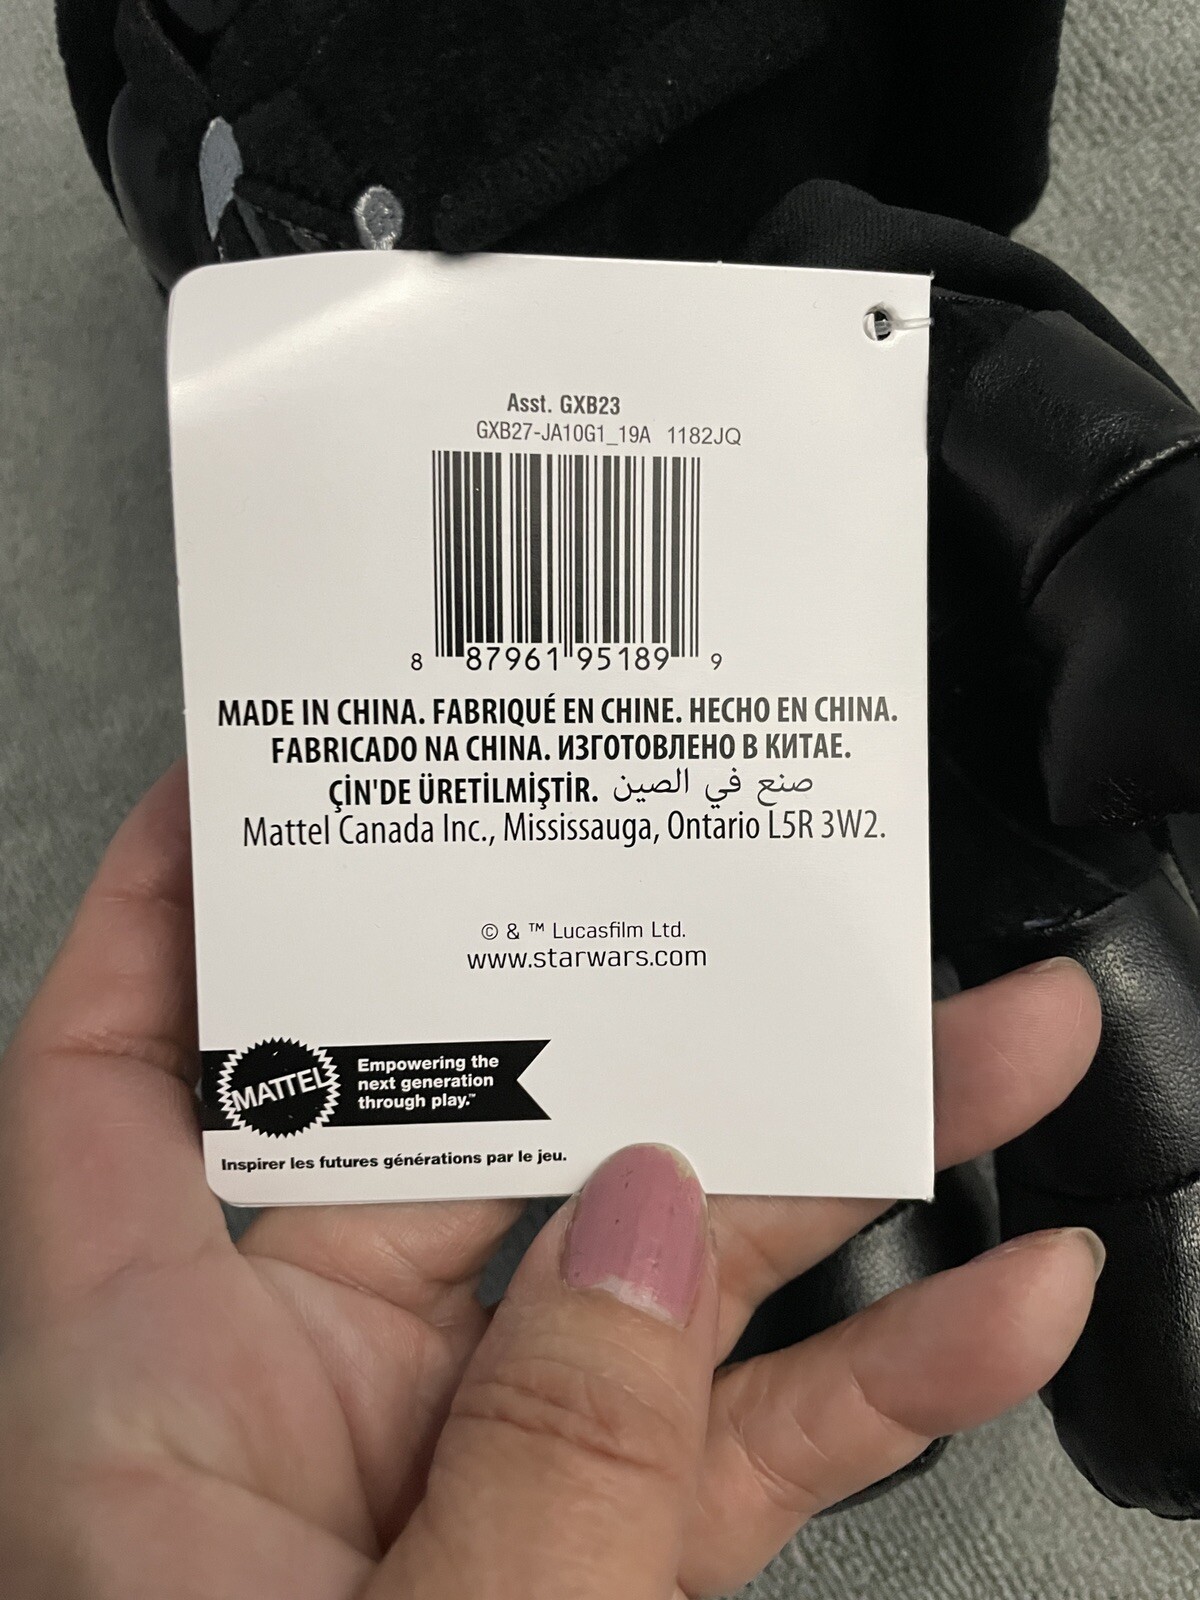 Asst. GXB23
GXB27-JA10G1_19A 1182JQ
8 87961 95189 9
MADE IN CHINA. FABRIQUÉ EN CHINE. HECHO EN CHINA.
FABRICADO NA CHINA. ИЗГОТОВЛЕНО В КИТАЕ.
ÇİN'DE ÜRETİLMİŞTİR. صنع في الصين
Mattel Canada Inc., Mississauga, Ontario L5R 3W2.
© & ™ Lucasfilm Ltd.
www.starwars.com
MATTEL
Empowering the
next generation
through play.™
Inspirer les futures générations par le jeu.